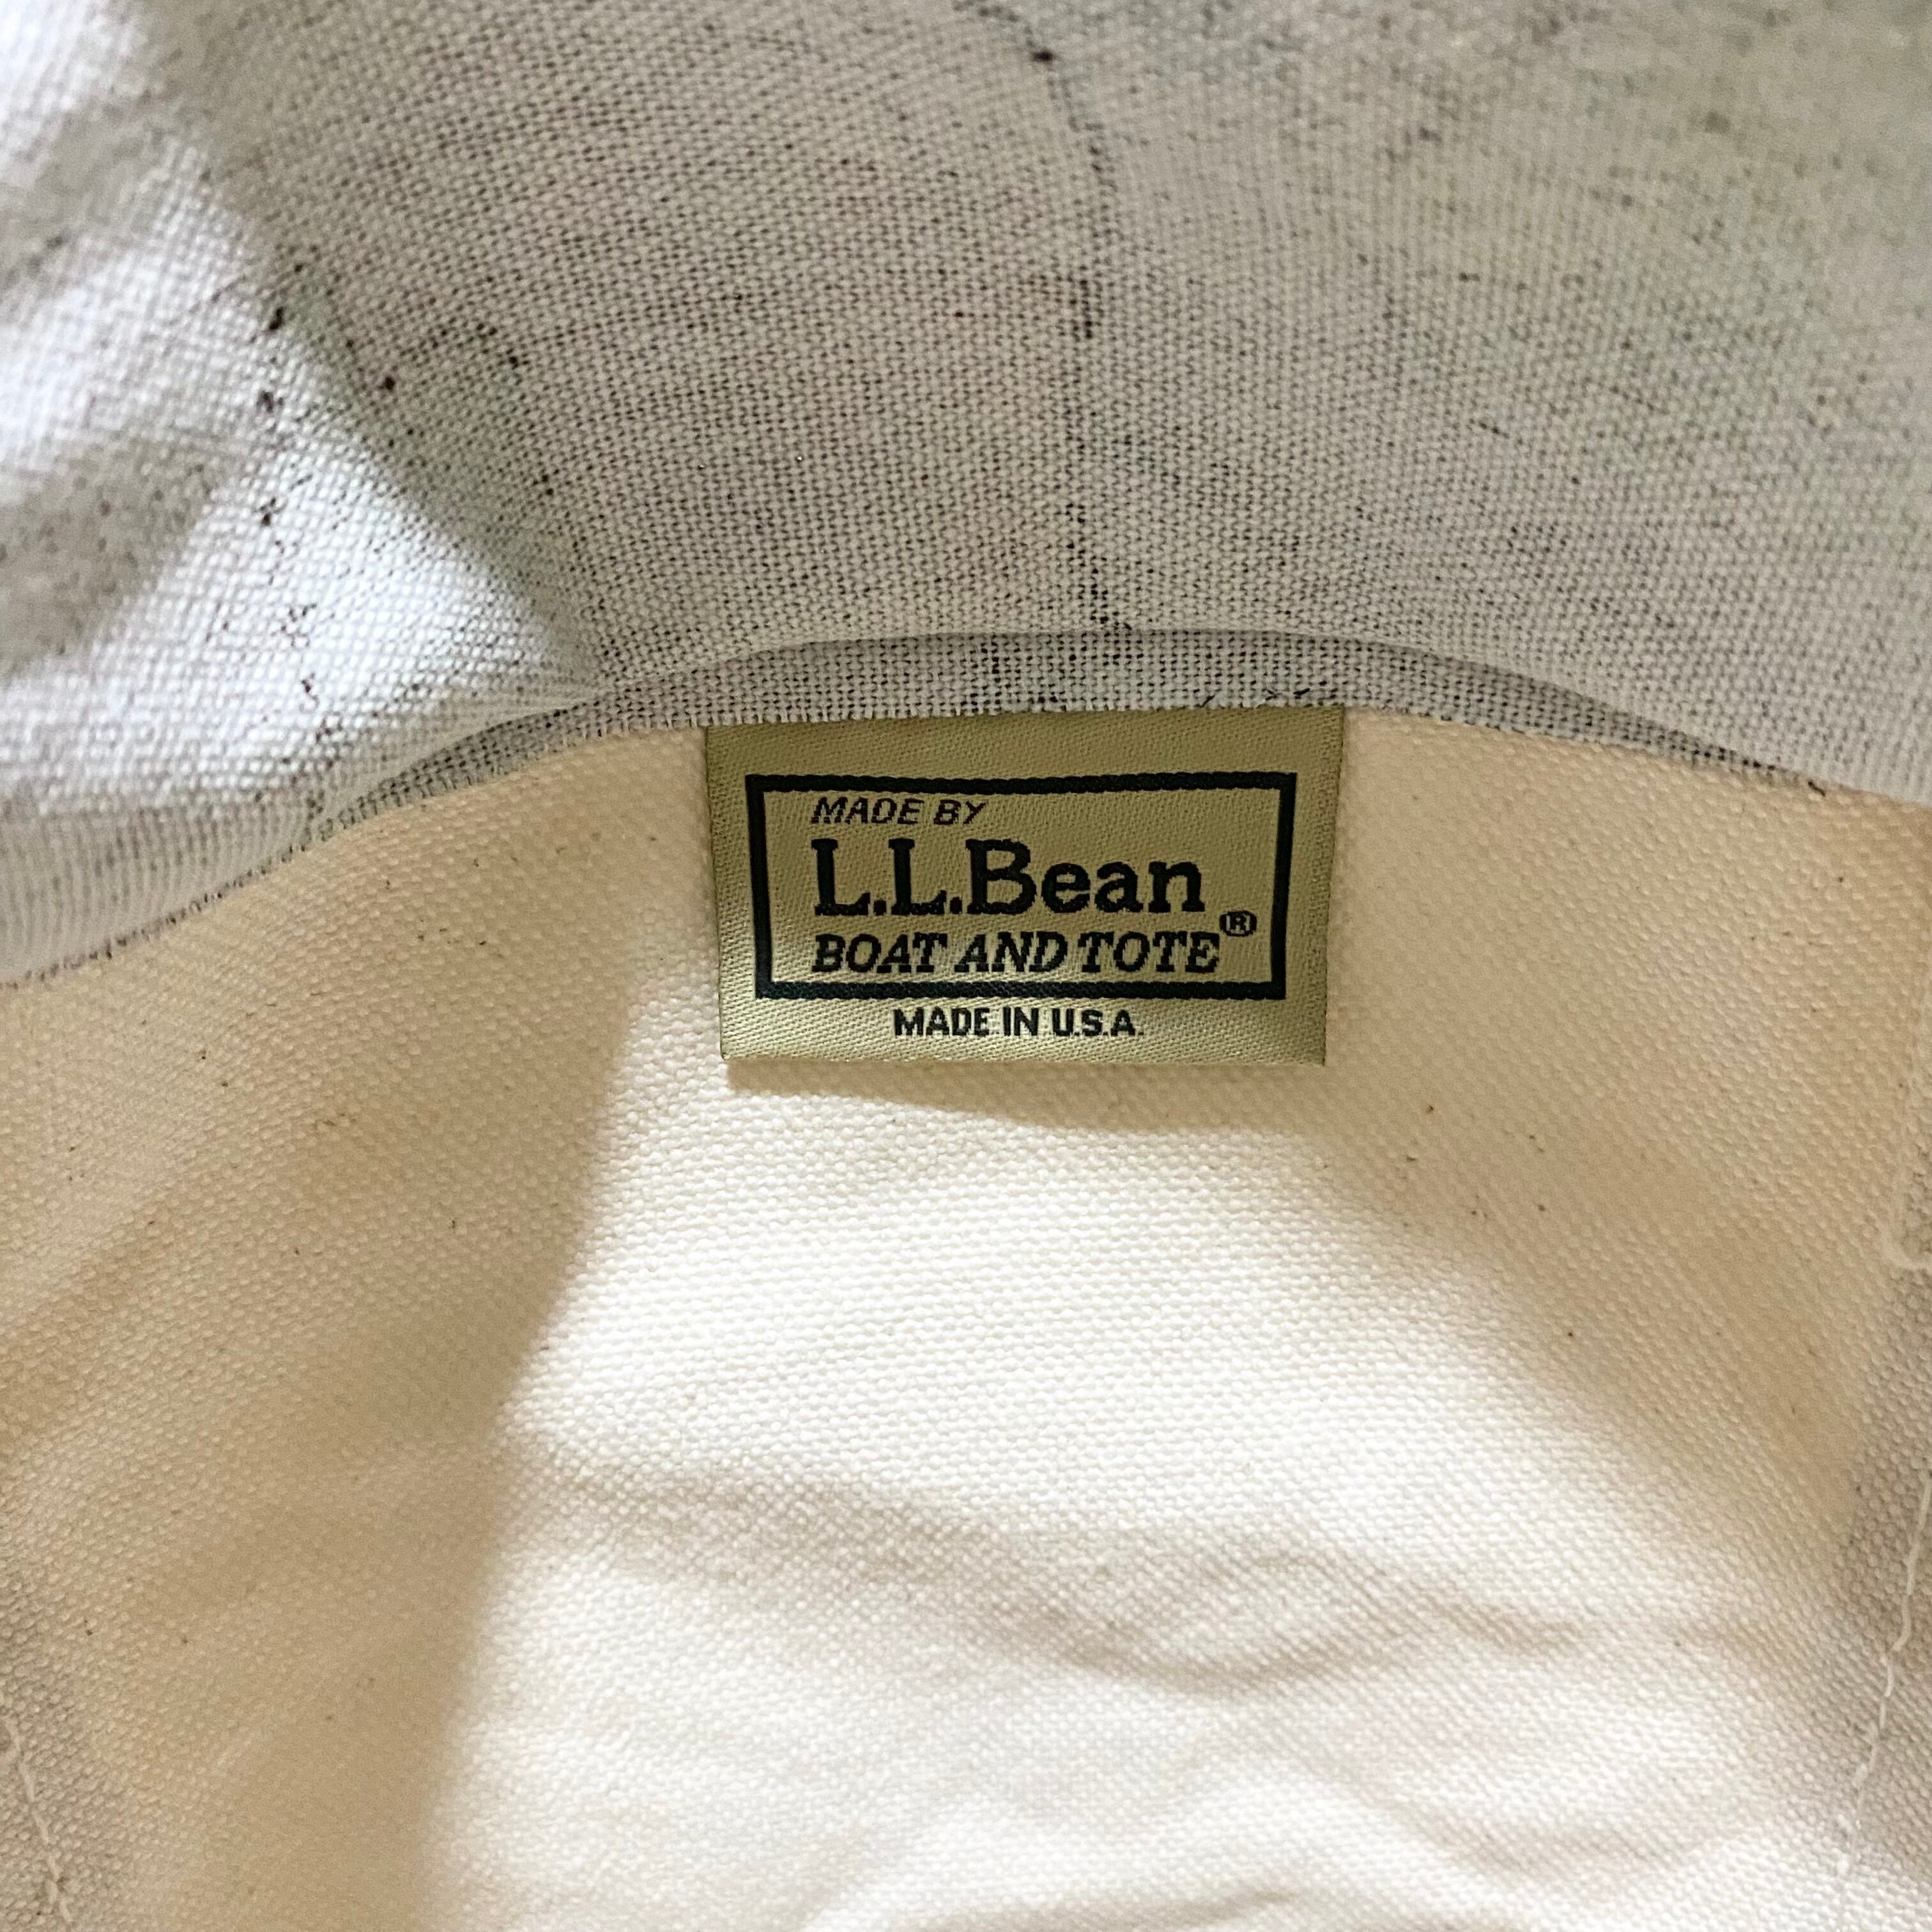 MADE BY
L.L.Bean
BOAT AND TOTE®
MADE IN U.S.A.